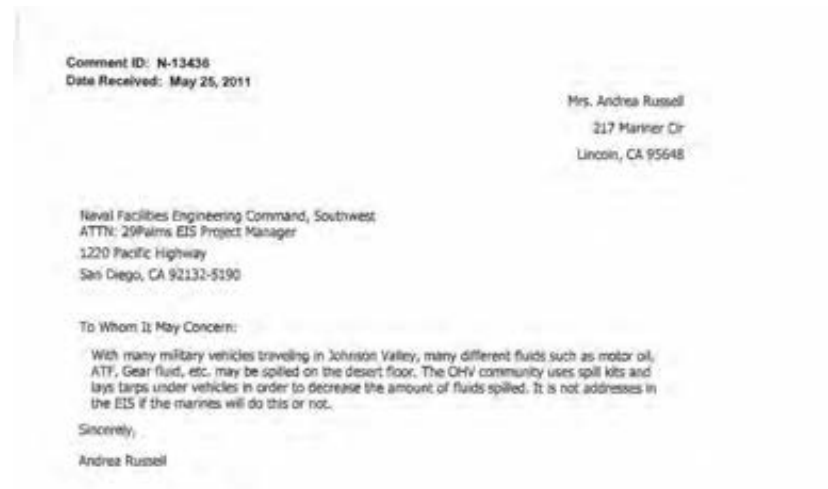 Comment ID: N-13436
Date Received: May 25, 2011
Mrs. Andrea Russell
217 Mariner Clr
Lincoln, CA 95648
Naval Facilities Engineering Command, Southwest
ATTN: 29Palms EIS Project Manager
1220 Pacific Highway
San Diego, CA 92132-5190
To Whom It May Concern:
With many military vehicles traveling in Johnson Valley, many different fluids such as motor oil,
ATF, Gear fluid, etc. may be spilled on the desert floor. The OHV community uses spill kits and
lays tarps under vehicles in order to decrease the amount of fluids spilled. It is not addresses in
the EIS if the marines will do this or not.
Sincerely,
Andrea Russell